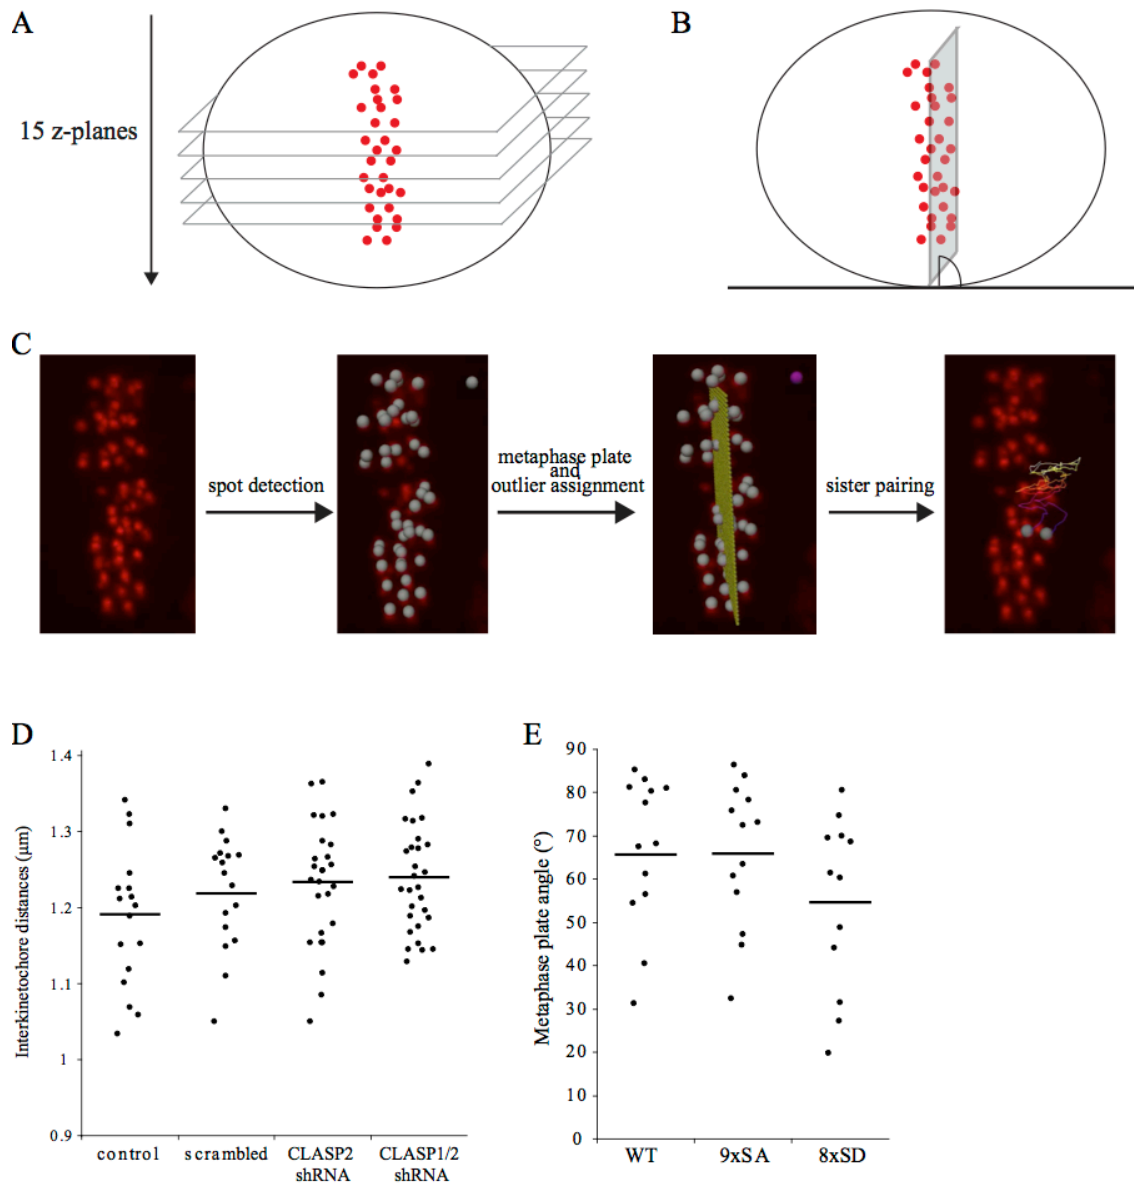 A
B
15 z-planes
C
spot detection
metaphase plate
and
outlier assignment
sister pairing
D
E
Interkinetochore distances (μm)
1.4
1.3
1.2
1.1
1
0.9
control
scrambled
CLASP2
shRNA
CLASP1/2
shRNA
Metaphase plate angle (°)
90
80
70
60
50
40
30
20
10
0
WT
9xSA
8xSD